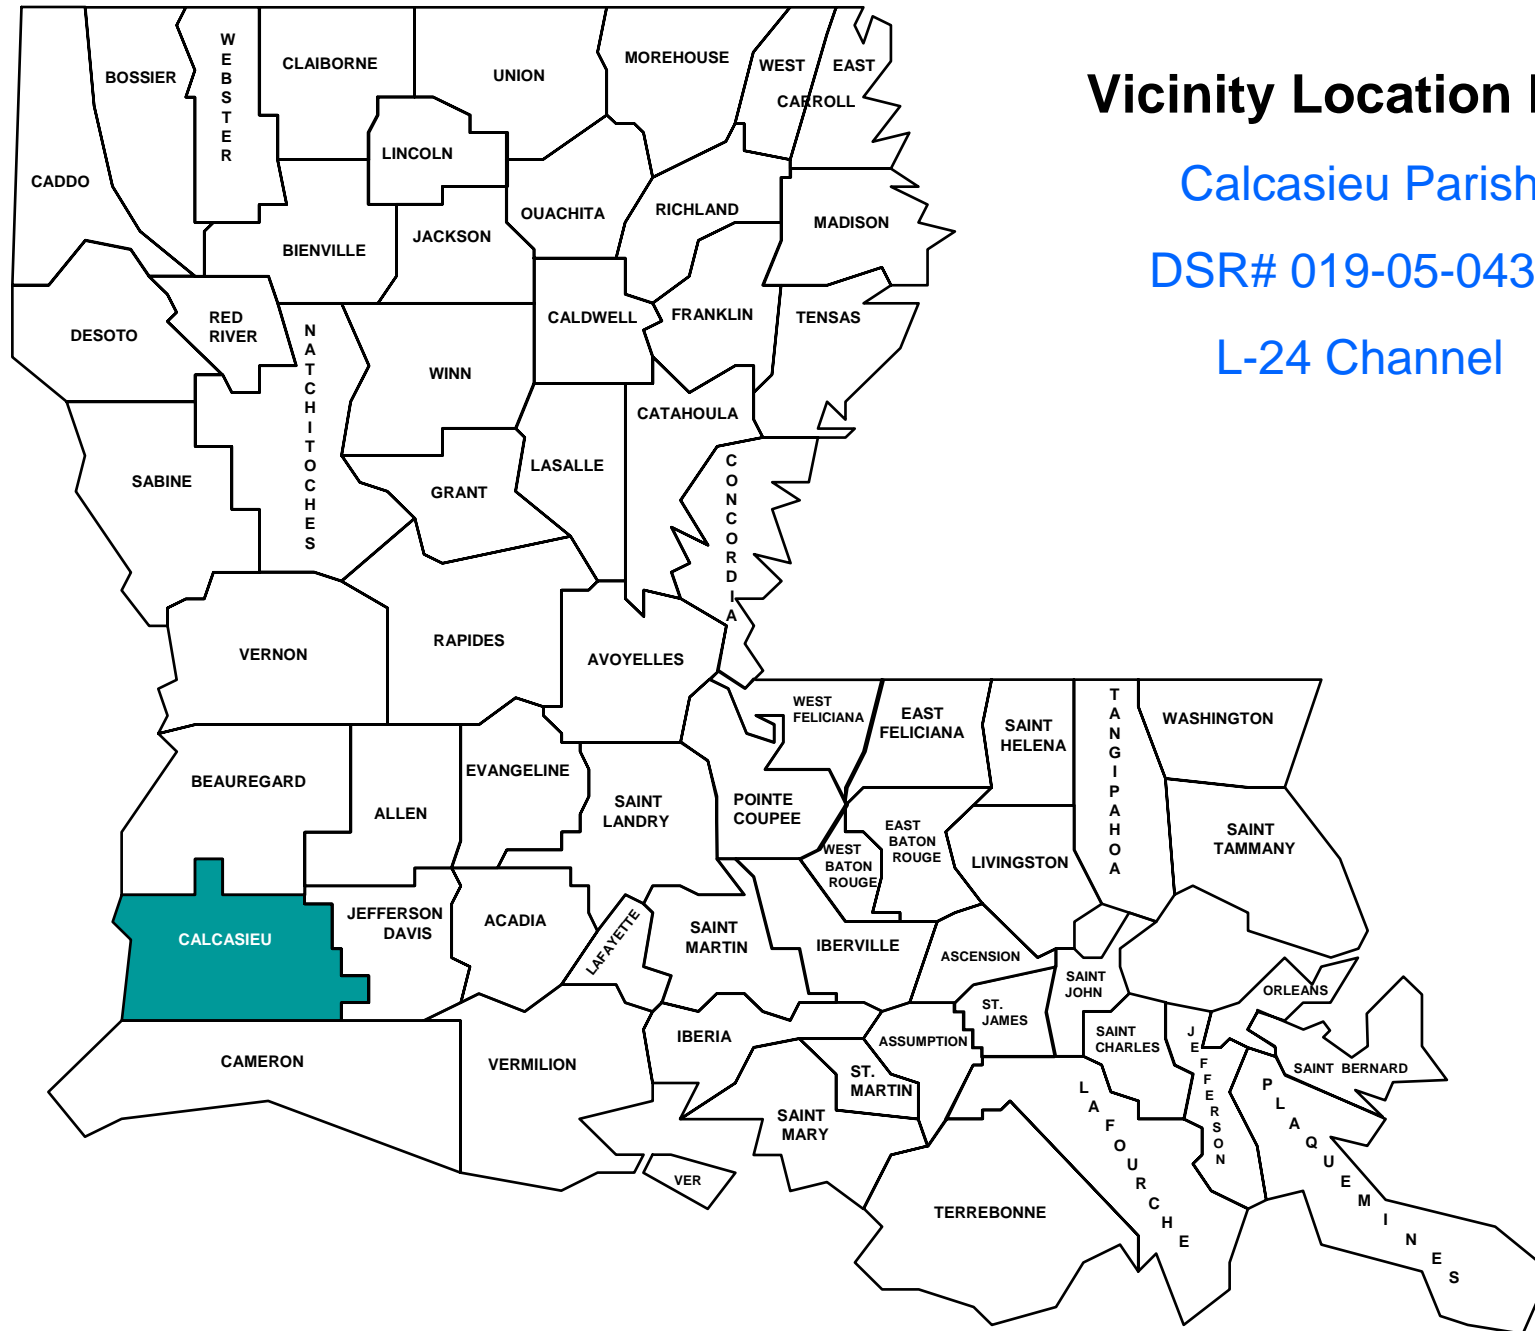 Vicinity Location
Calcasieu Parish
DSR# 019-05-043
L-24 Channel
WEBSTER
BOSSIER
CLAIBORNE
UNION
MOREHOUSE
WEST
EAST
CARROLL
CADDO
LINCOLN
OUACHITA
RICHLAND
MADISON
BIENVILLE
JACKSON
DESOTO
RED
RIVER
NATCHITOCHES
CALDWELL
FRANKLIN
TENSAS
WINN
CATAHOULA
SABINE
GRANT
LASALLE
CONCORDIA
VERNON
RAPIDES
AVOYELLES
WEST
FELICIANA
EAST
FELICIANA
SAINT
HELENA
TANGIPAHOA
WASHINGTON
BEAUREGARD
ALLEN
EVANGELINE
SAINT
LANDRY
POINTE
COUPEE
WEST
BATON
ROUGE
EAST
BATON
ROUGE
LIVINGSTON
SAINT
TAMMANY
CALCASIEU
JEFFERSON
DAVIS
ACADIA
LAFAYETTE
SAINT
MARTIN
IBERVILLE
ASCENSION
SAINT
JOHN
ORLEANS
ST.
JAMES
CAMERON
VERMILION
IBERIA
ASSUMPTION
SAINT
CHARLES
JEFFERSON
SAINT BERNARD
ST.
MARTIN
SAINT
MARY
LAFOURCHE
PLAQUEMINES
VER
TERREBONNE